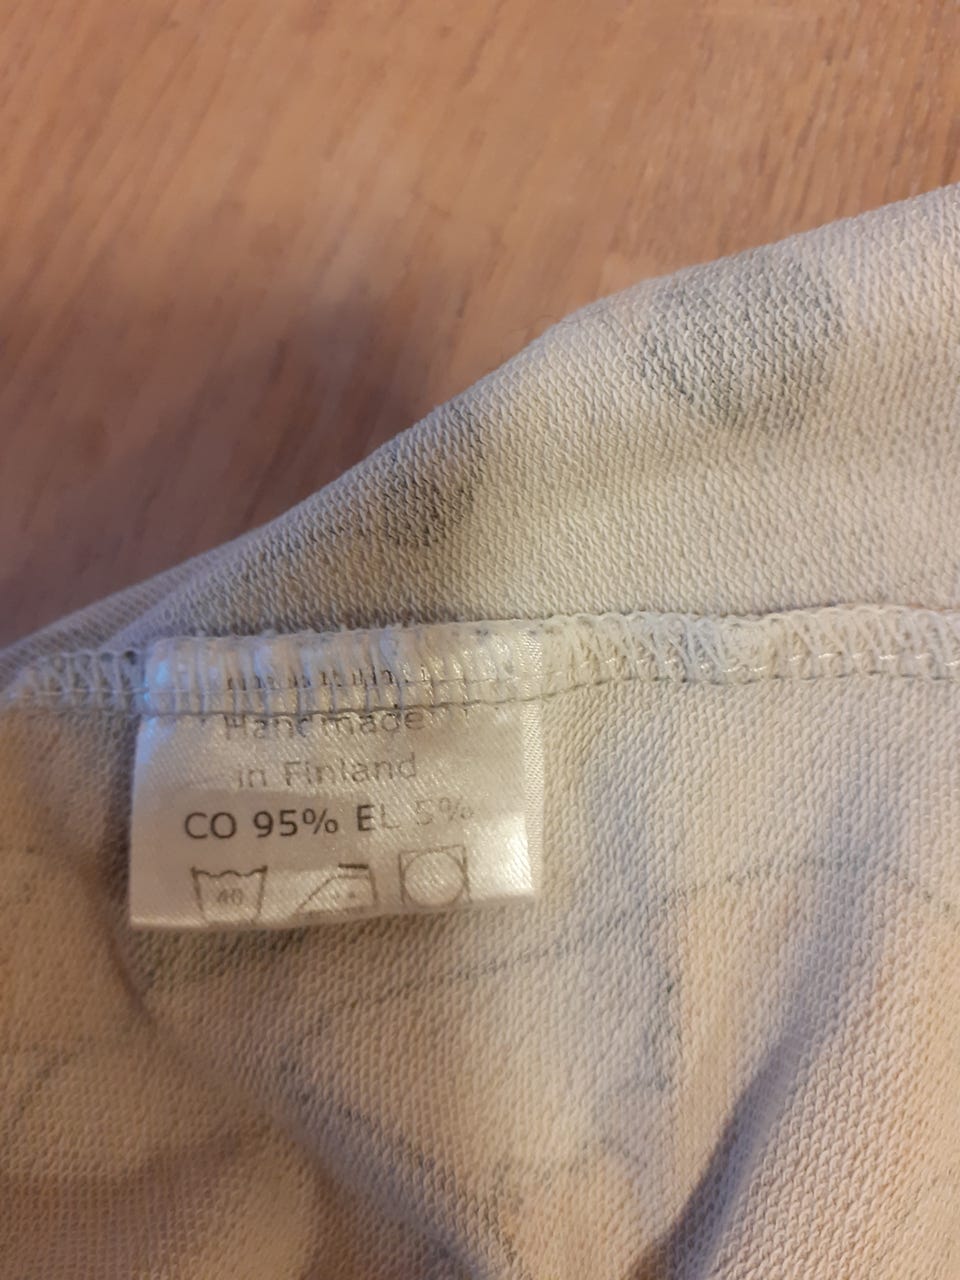 Handmade
in Finland
CO 95% EL 5%
40